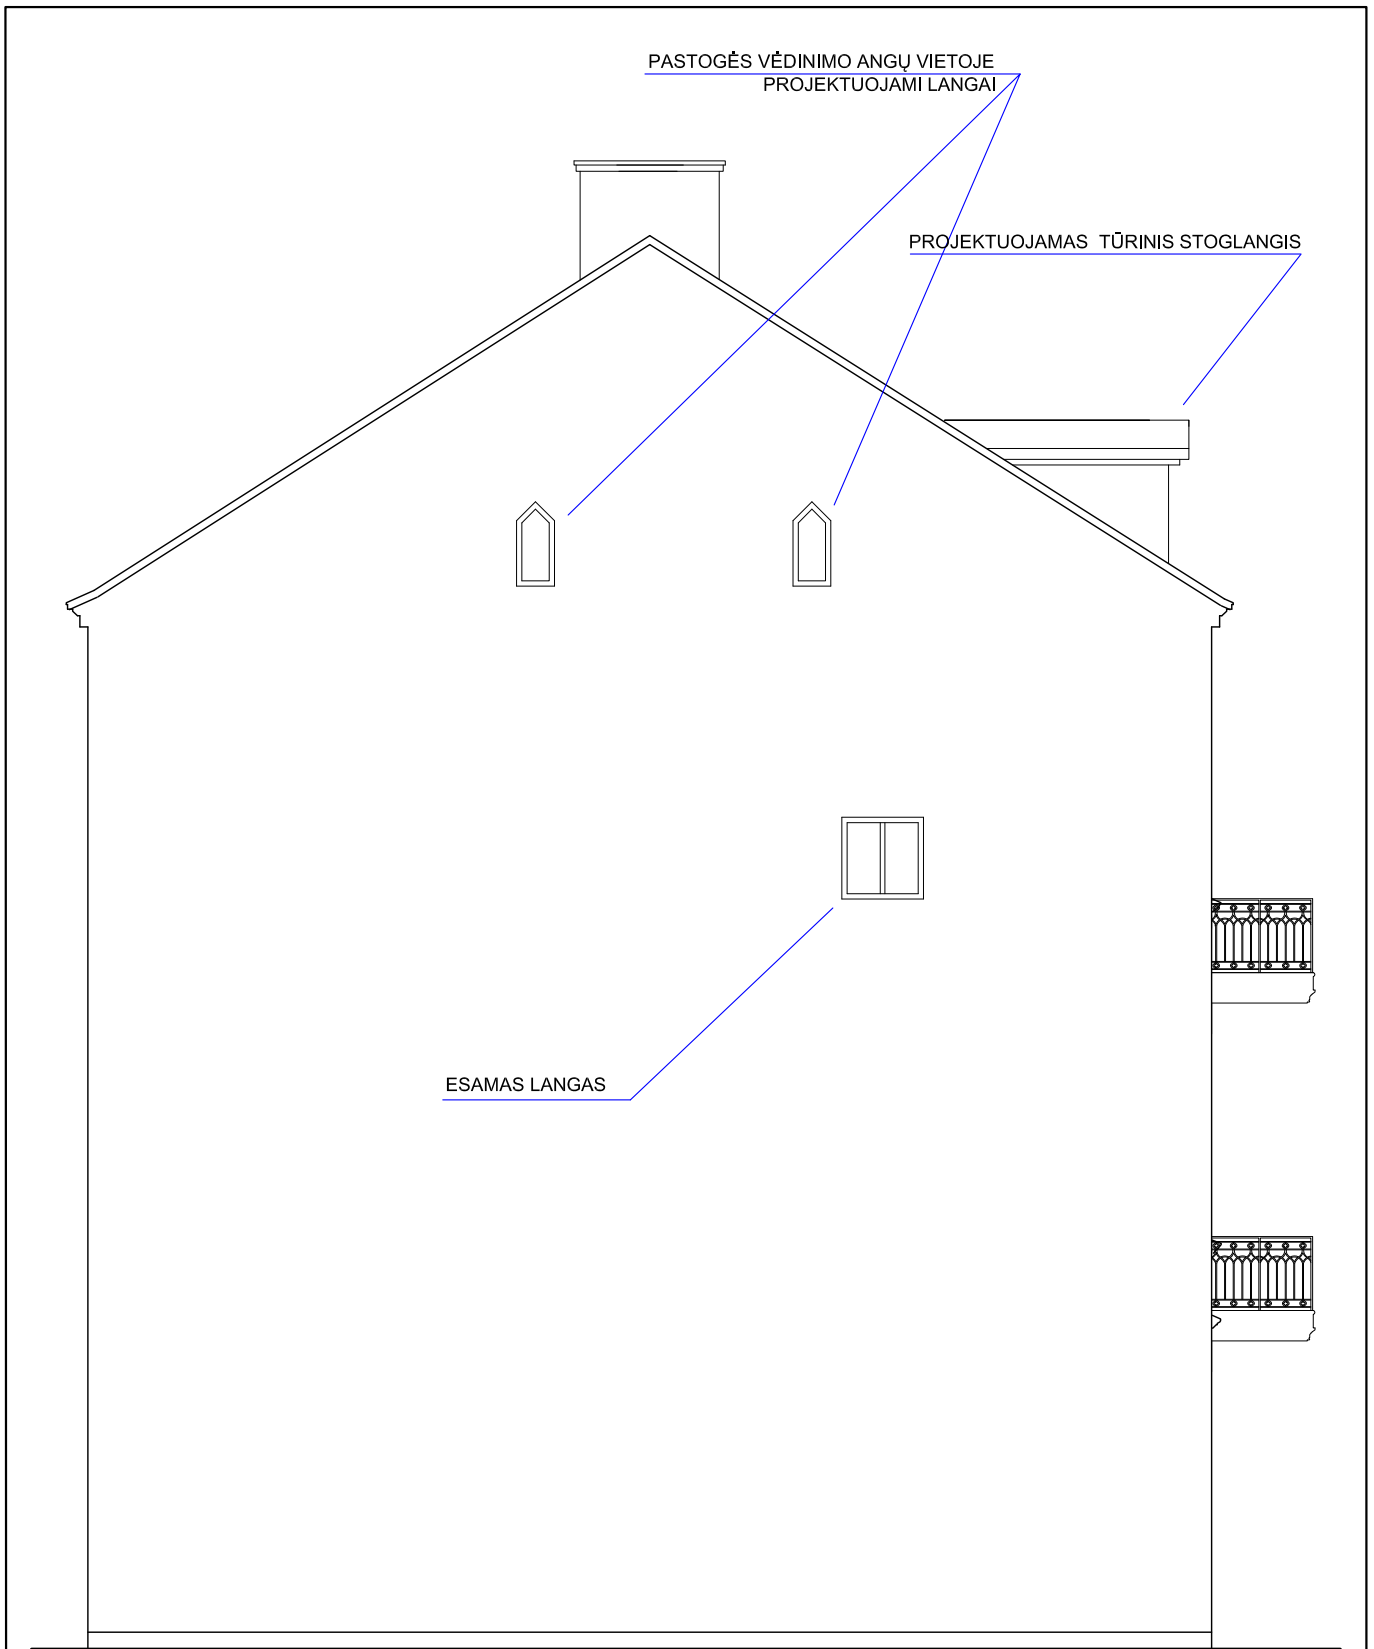 PASTOGĖS VĖDINIMO ANGŲ VIETOJE
PROJEKTUOJAMI LANGAI
PROJEKTUOJAMAS TŪRINIS STOGLANGIS
ESAMAS LANGAS